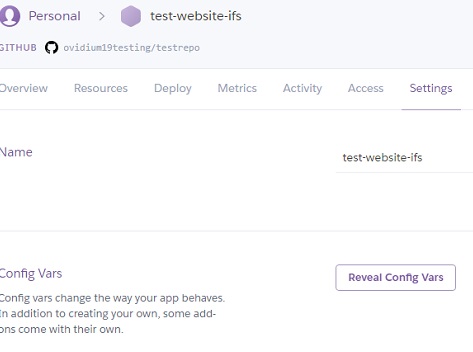 Personal > test-website-ifs
GITHUB ovidium19testing/testrepo
Overview Resources Deploy Metrics Activity Access Settings
Name test-website-ifs
Config Vars Reveal Config Vars
Config vars change the way your app behaves.
In addition to creating your own, some add-
ons come with their own.